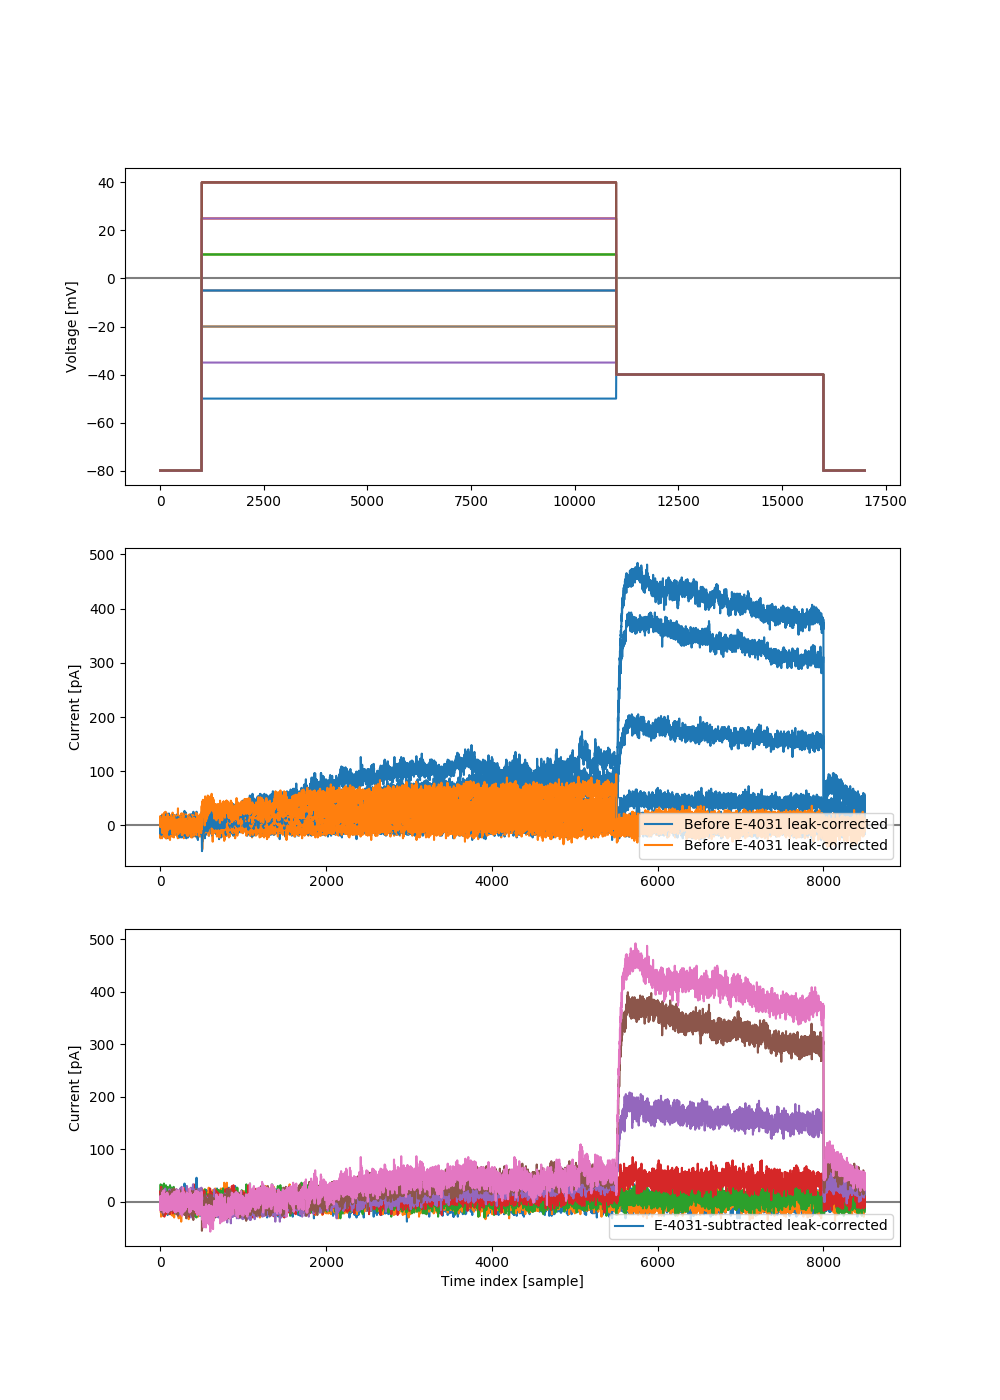 40
20
0
−20
−40
−60
−80
Voltage [mV]
0 2500 5000 7500 10000 12500 15000 17500
500
400
300
200
100
0
Current [pA]
Before E-4031 leak-corrected
Before E-4031 leak-corrected
0 2000 4000 6000 8000
500
400
300
200
100
0
Current [pA]
E-4031-subtracted leak-corrected
0 2000 4000 6000 8000
Time index [sample]